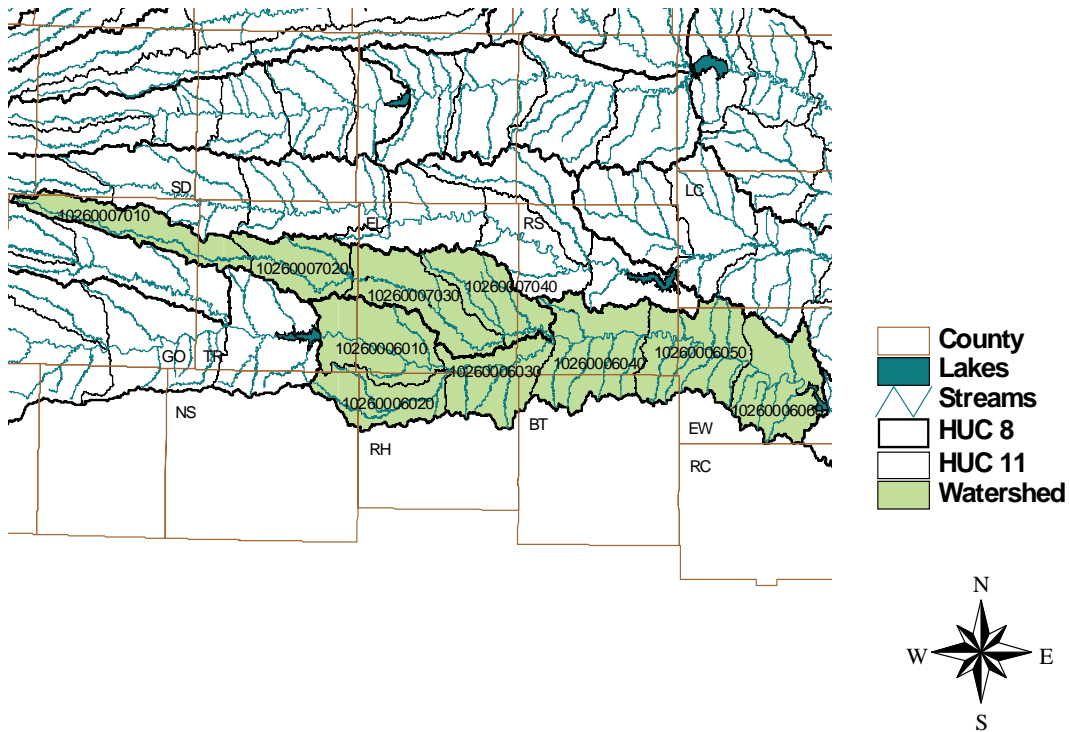 SD
LC
10260007010
EL
RS
10260007020
10260007040
10260007030
10260006010
GO
TR
10260006030
10260006040
10260006050
10260006020
10260006060
NS
BT
EW
RH
RC
County
Lakes
Streams
HUC 8
HUC 11
Watershed
N
W
E
S